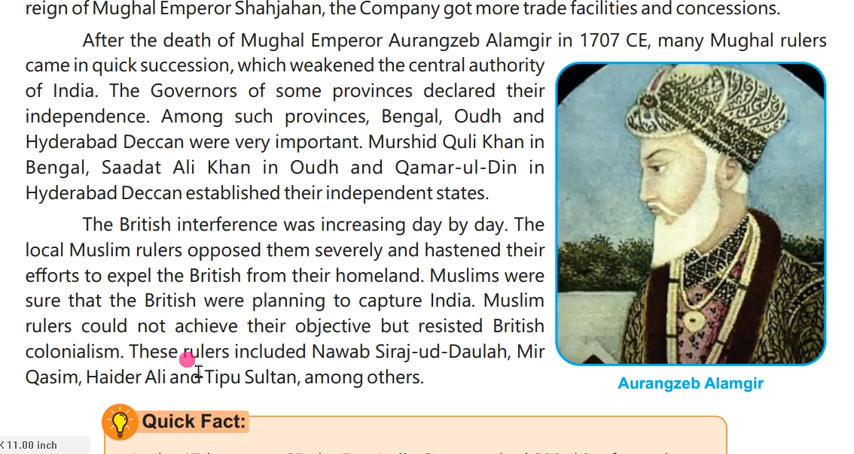 reign of Mughal Emperor Shahjahan, the Company got more trade facilities and concessions.
After the death of Mughal Emperor Aurangzeb Alamgir in 1707 CE, many Mughal rulers
came in quick succession, which weakened the central authority
of India. The Governors of some provinces declared their
independence. Among such provinces, Bengal, Oudh and
Hyderabad Deccan were very important. Murshid Quli Khan in
Bengal, Saadat Ali Khan in Oudh and Qamar-ul-Din in
Hyderabad Deccan established their independent states.
The British interference was increasing day by day. The
local Muslim rulers opposed them severely and hastened their
efforts to expel the British from their homeland. Muslims were
sure that the British were planning to capture India. Muslim
rulers could not achieve their objective but resisted British
colonialism. These rulers included Nawab Siraj-ud-Daulah, Mir
Qasim, Haider Ali and Tipu Sultan, among others.
Aurangzeb Alamgir
Quick Fact:
x 11.00 inch